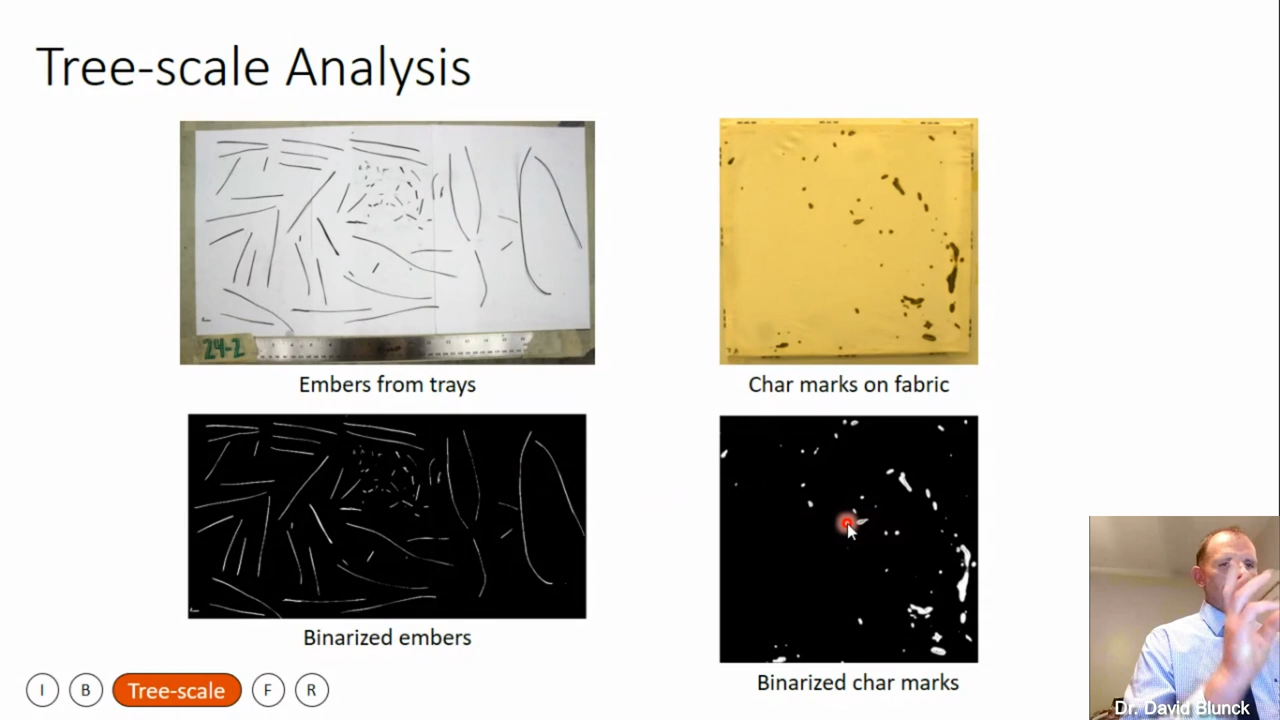 Tree-scale Analysis
24-2
Embers from trays
Char marks on fabric
Binarized embers
Binarized char marks
I B Tree-scale F R
Dr. David Blunck